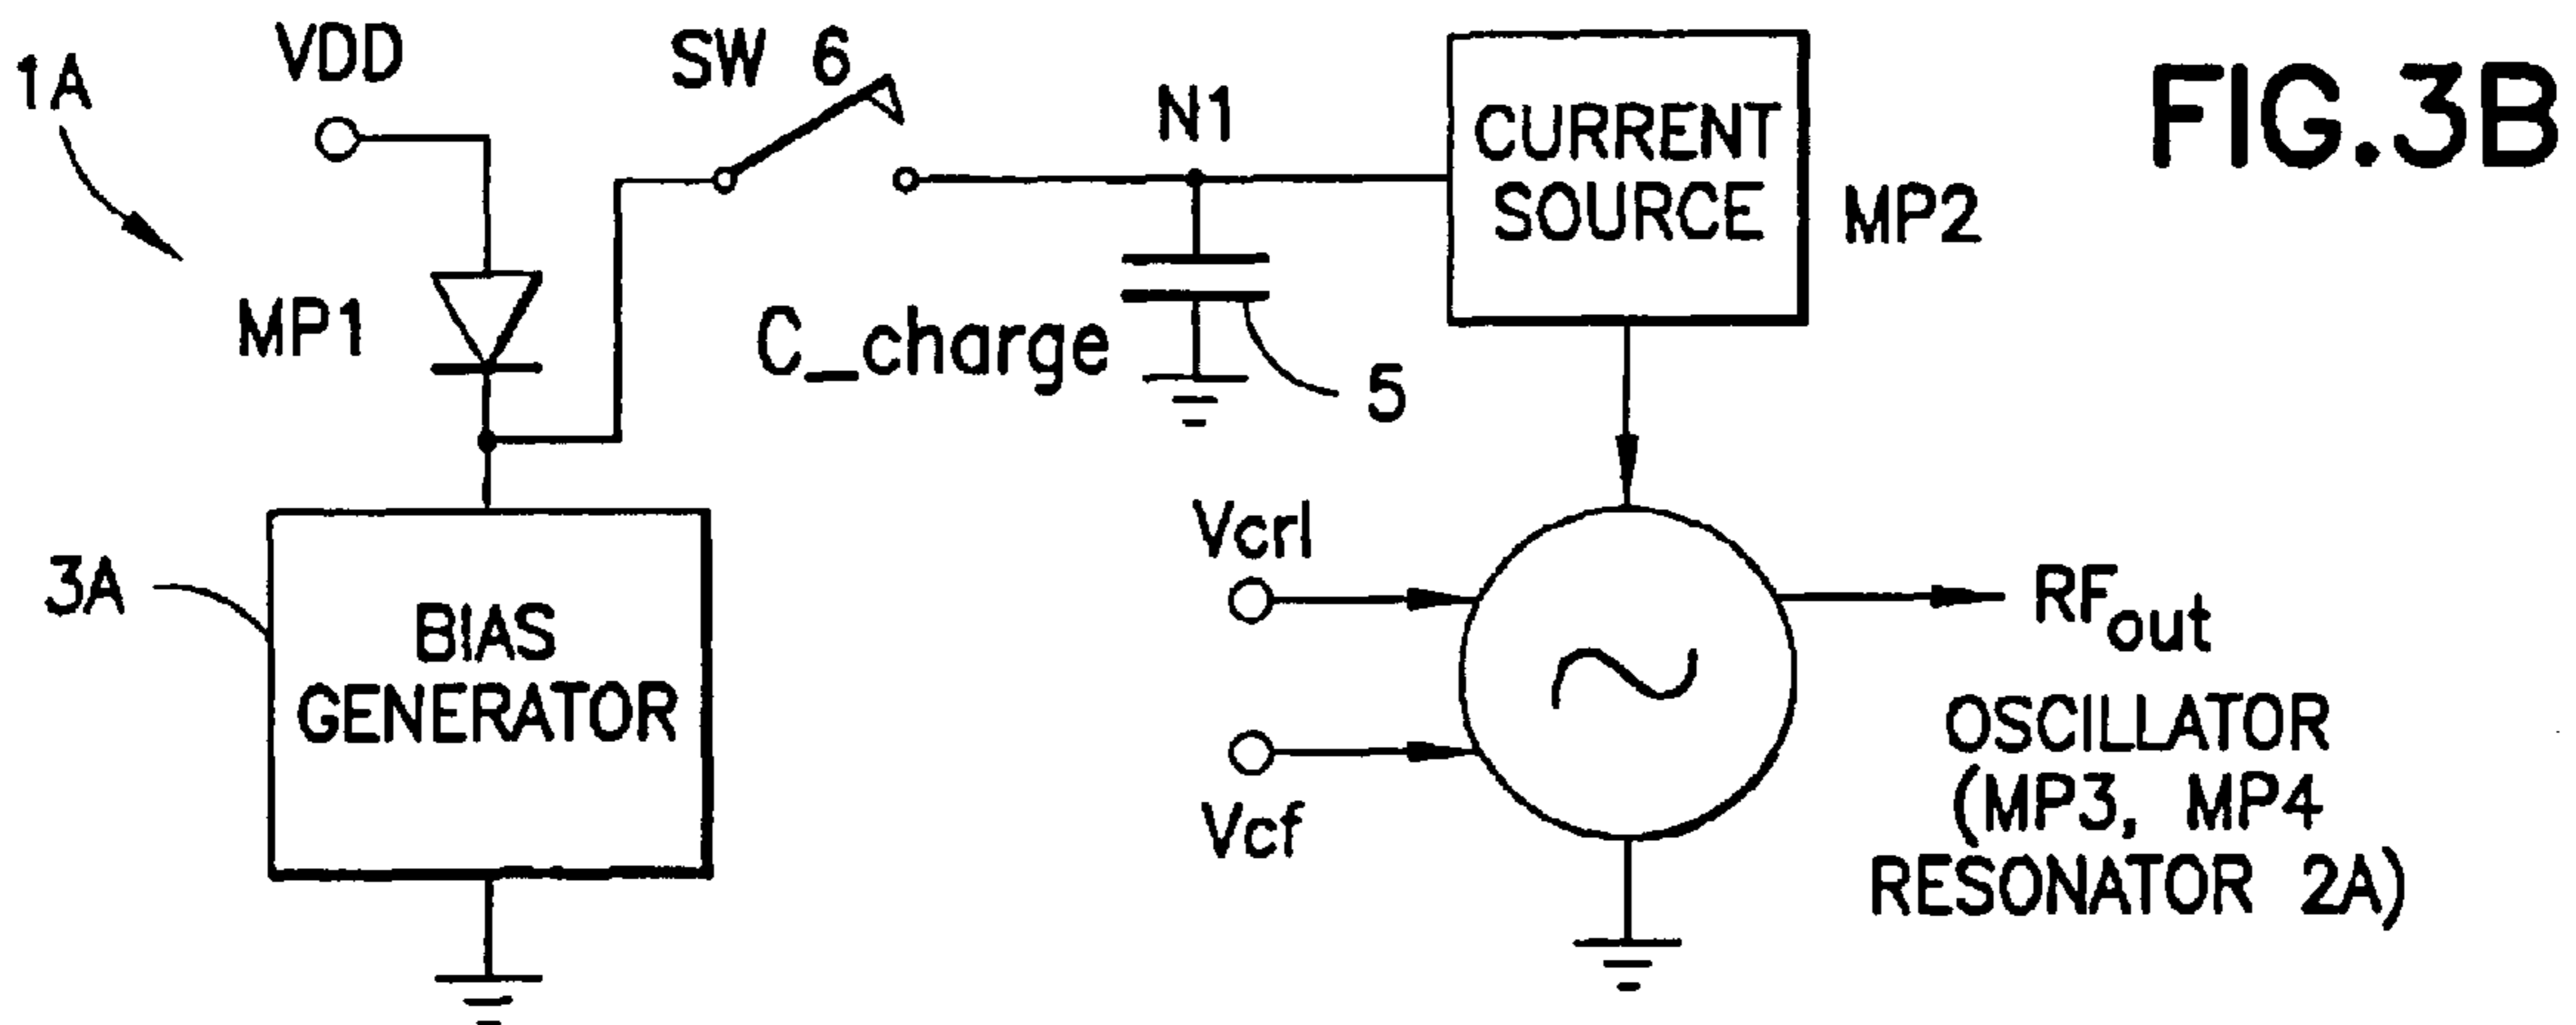 FIG.3B
1A
VDD
SW 6
N1
CURRENT
SOURCE
MP2
MP1
C_charge
5
3A
BIAS
GENERATOR
Vcrl
Vcf
RFout
OSCILLATOR
(MP3, MP4
RESONATOR 2A)